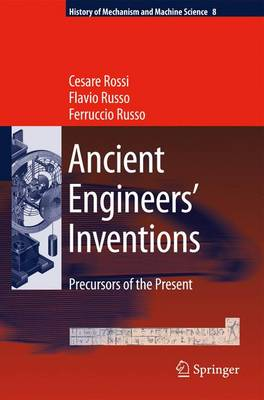 History of Mechanism and Machine Science 8
Cesare Rossi
Flavio Russo
Ferruccio Russo
Ancient
Engineers'
Inventions
Precursors of the Present
Springer